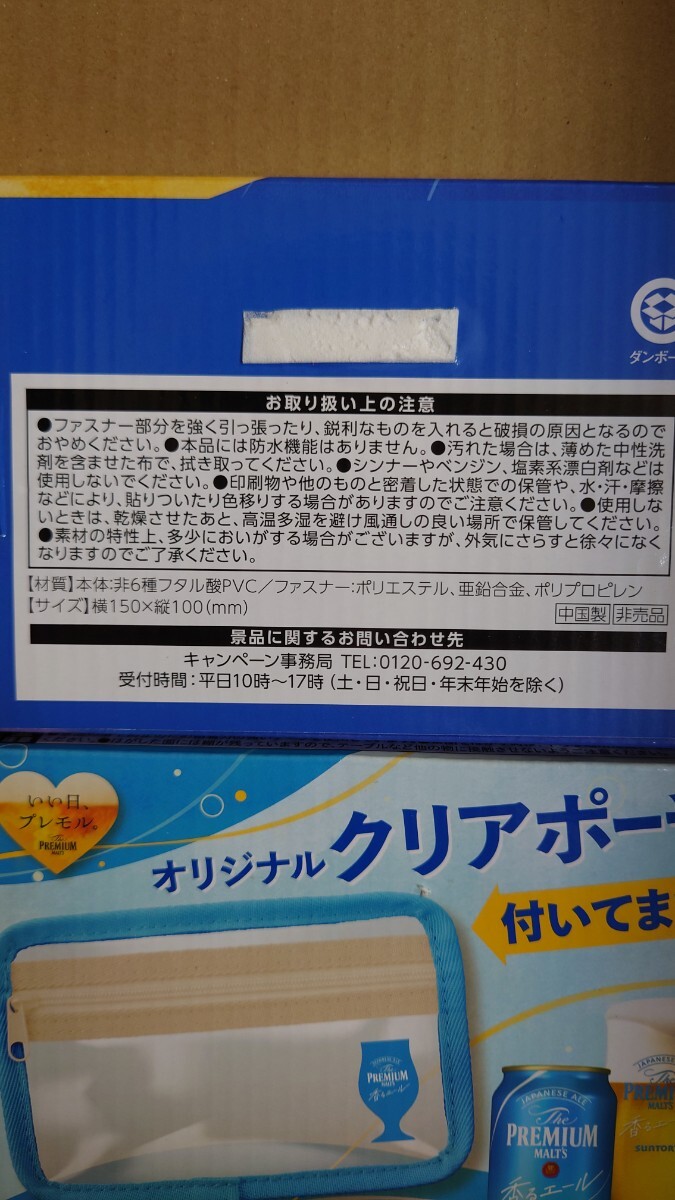 ダンボー
お取り扱い上の注意
●ファスナー部分を強く引っ張ったり、鋭利なものを入れると破損の原因となるので
おやめください。●本品には防水機能はありません。●汚れた場合は、薄めた中性洗
剤を含ませた布で、拭き取ってください。●シンナーやベンジン、塩素系漂白剤などは
使用しないでください。●印刷物や他のものと密着した状態での保管や、水・汗・摩擦
などにより、貼りついたり色移りする場合がありますのでご注意ください。●使用しな
いときは、乾燥させたあと、高温多湿を避け風通しの良い場所で保管してください。
●素材の特性上、多少においがする場合がございますが、外気にさらすと徐々になく
なりますのでご了承ください。
【材質】本体:非6種フタル酸PVC/ファスナー:ポリエステル、亜鉛合金、ポリプロピレン
【サイズ】横150×縦100(mm)
中国製 非売品
景品に関するお問い合わせ先
キャンペーン事務局 TEL:0120-692-430
受付時間:平日10時〜17時(土・日・祝日・年末年始を除く)
いい日、
プレモル。
The
PREMIUM
MALT'S
オリジナルクリアポー
付いてま
JAPANESE ALE
The
PREMIUM
MALT'S
香るエール
JAPANESE ALE
The
PREMIUM
MALT'S
香るエール
JAPANESE
The
PREM
MALT'S
香る
SUNTOR